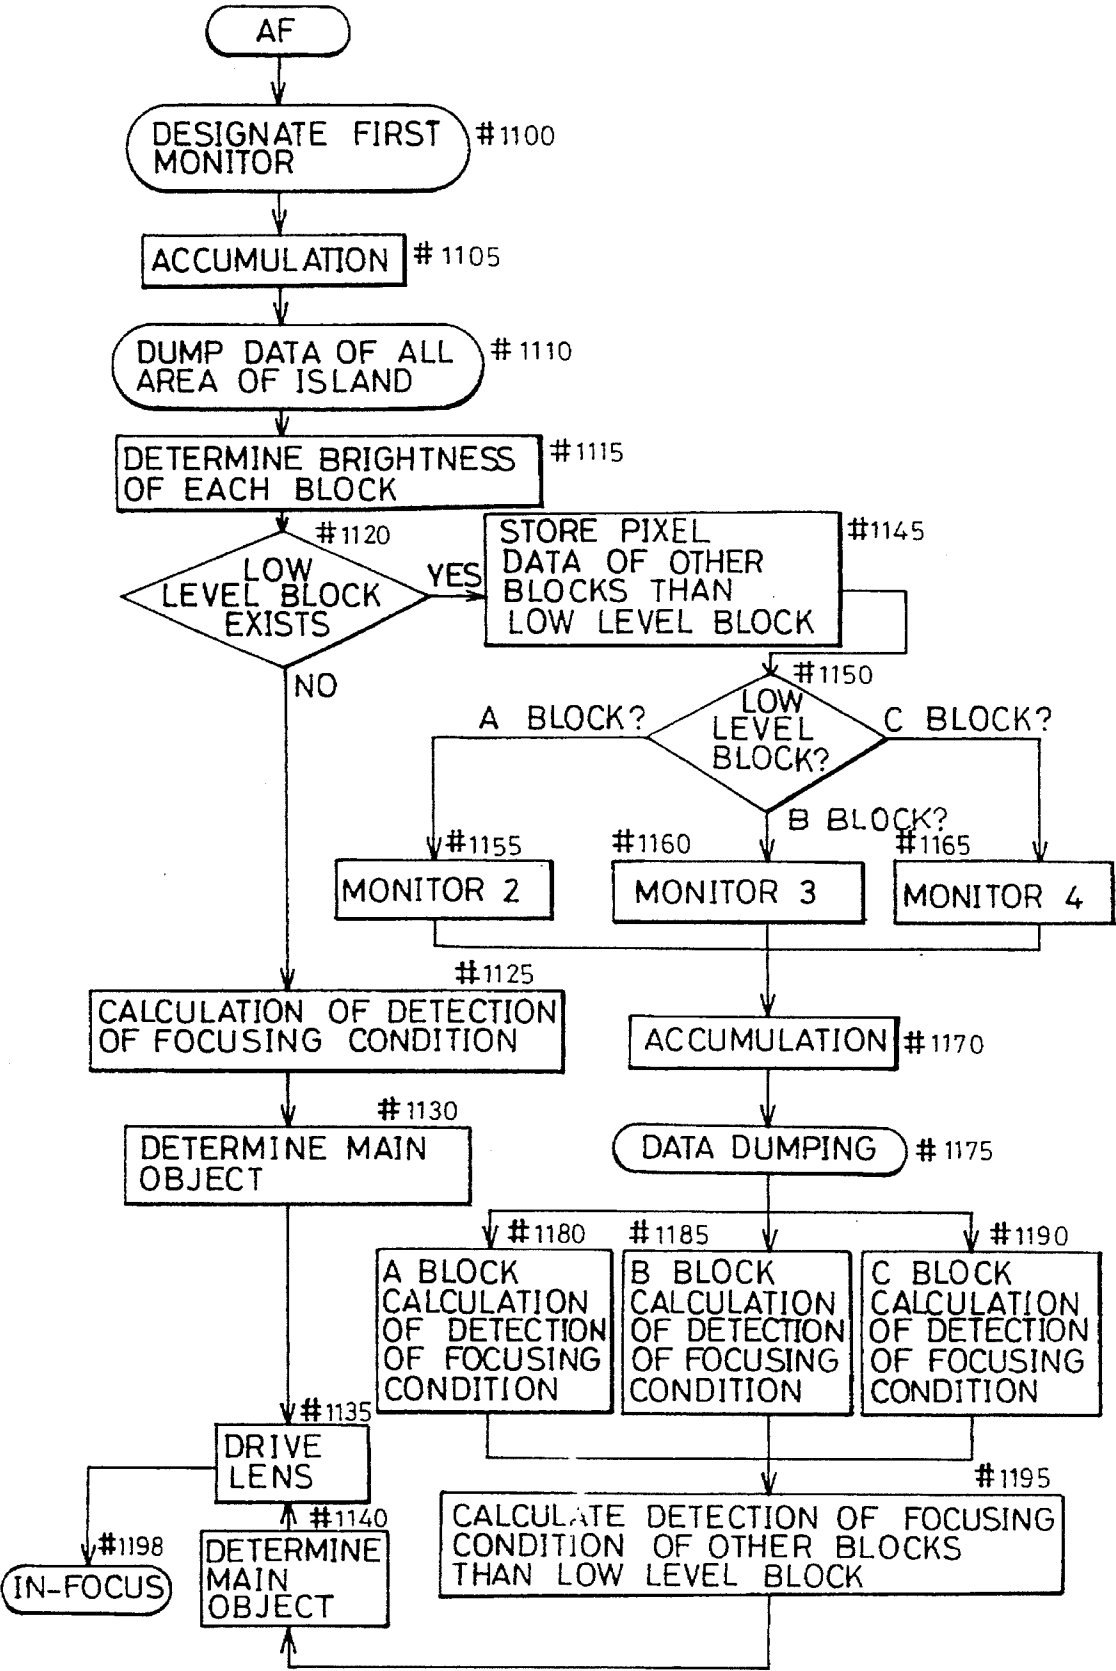 AF
DESIGNATE FIRST
MONITOR
#1100
ACCUMULATION
#1105
DUMP DATA OF ALL
AREA OF ISLAND
#1110
DETERMINE BRIGHTNESS
OF EACH BLOCK
#1115
#1120
LOW
LEVEL BLOCK
EXISTS
YES
NO
STORE PIXEL
DATA OF OTHER
BLOCKS THAN
LOW LEVEL BLOCK
#1145
#1150
LOW
LEVEL
BLOCK?
A BLOCK?
C BLOCK?
B BLOCK?
#1155
MONITOR 2
#1160
MONITOR 3
#1165
MONITOR 4
#1125
CALCULATION OF DETECTION
OF FOCUSING CONDITION
ACCUMULATION
#1170
#1130
DETERMINE MAIN
OBJECT
DATA DUMPING
#1175
#1180
A BLOCK
CALCULATION
OF DETECTION
OF FOCUSING
CONDITION
#1185
B BLOCK
CALCULATION
OF DETECTION
OF FOCUSING
CONDITION
#1190
C BLOCK
CALCULATION
OF DETECTION
OF FOCUSING
CONDITION
#1135
DRIVE
LENS
#1195
CALCULATE DETECTION OF FOCUSING
CONDITION OF OTHER BLOCKS
THAN LOW LEVEL BLOCK
#1140
DETERMINE
MAIN
OBJECT
#1198
IN-FOCUS